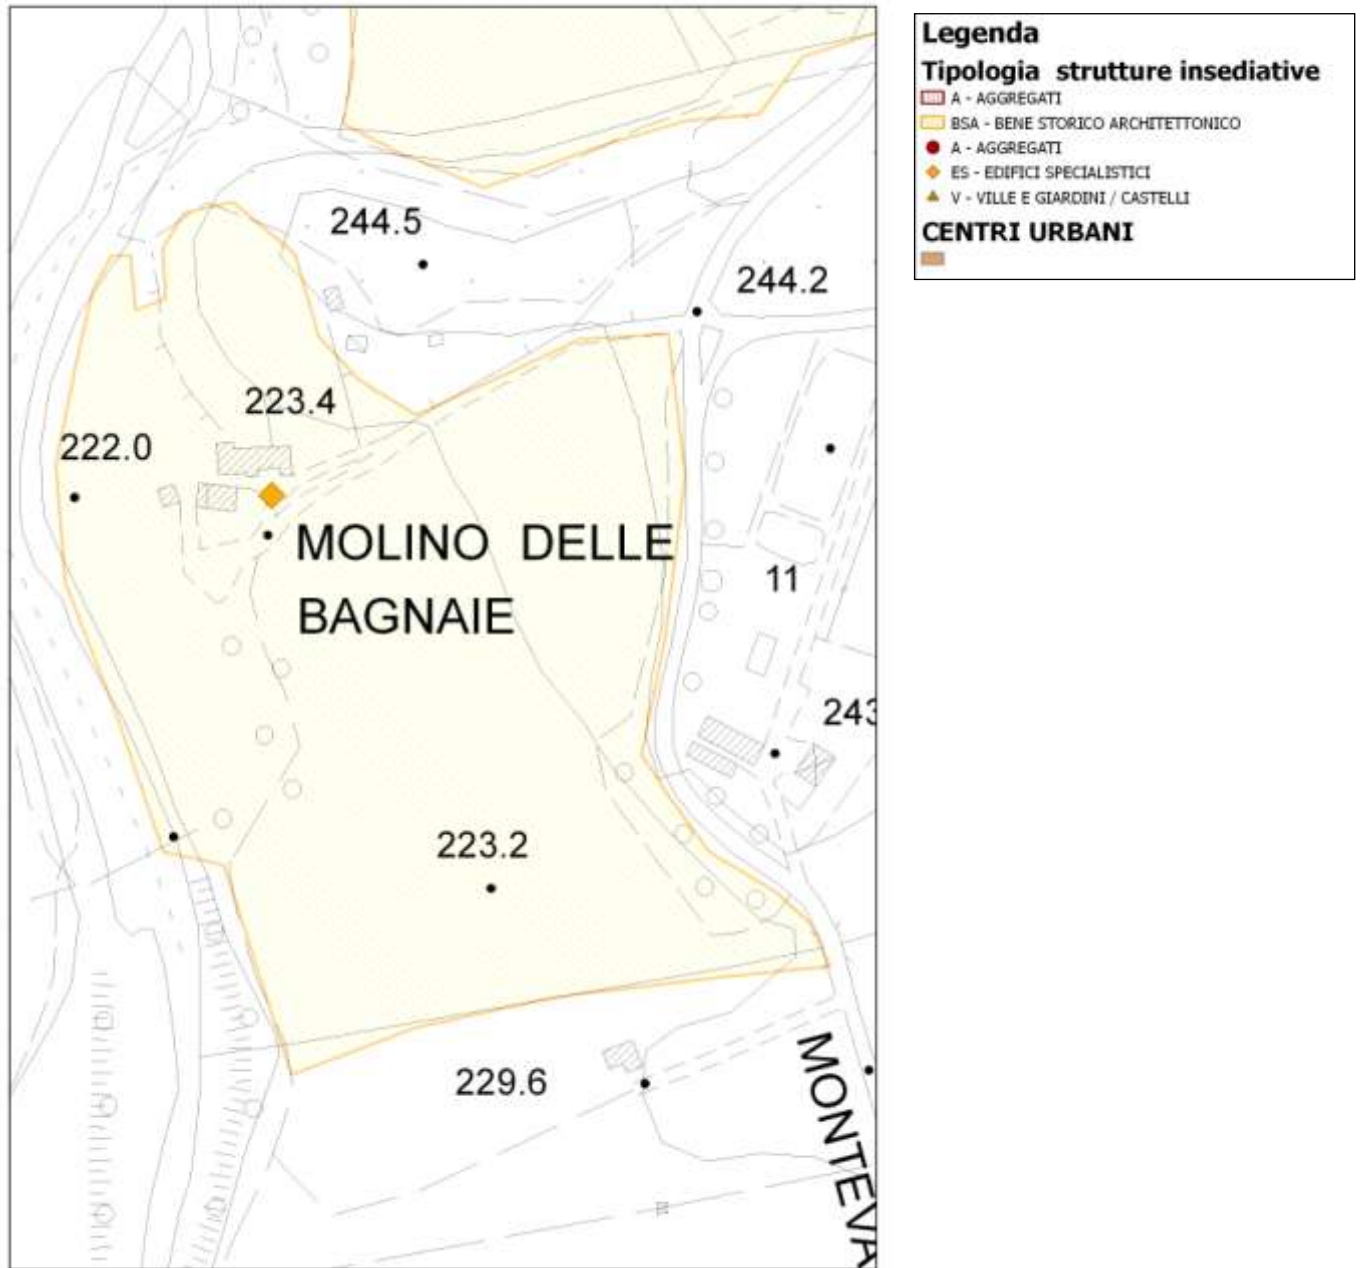 244.5
244.2
223.4
222.0
MOLINO DELLE
BAGNAIE
11
243
223.2
229.6
MONTEVA
Legenda
Tipologia strutture insediative
A - AGGREGATI
BSA - BENE STORICO ARCHITETTONICO
A - AGGREGATI
ES - EDIFICI SPECIALISTICI
V - VILLE E GIARDINI / CASTELLI
CENTRI URBANI